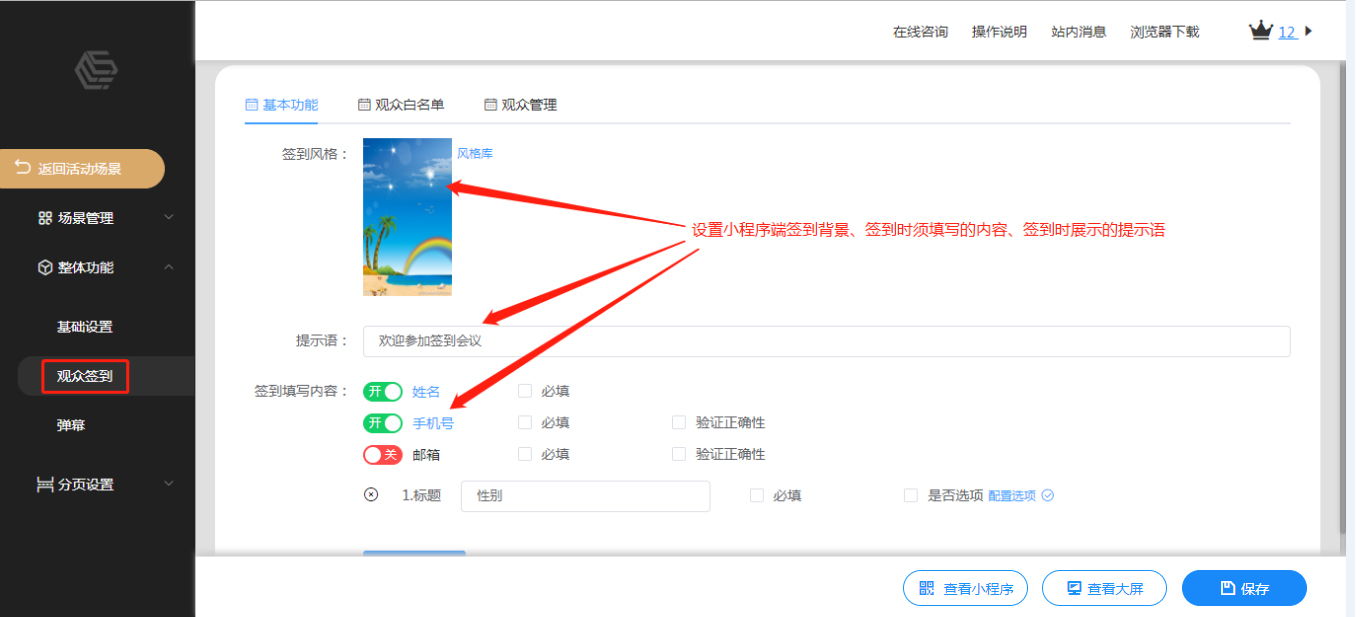 在线咨询 操作说明 站内消息 浏览器下载 12
返回活动场景
场景管理
整体功能
基础设置
观众签到
弹幕
分页设置
基本功能 观众白名单 观众管理
签到风格： 风格库
设置小程序端签到背景、签到时须填写的内容、签到时展示的提示语
提示语： 欢迎参加签到会议
签到填写内容： 开 姓名 必填
开 手机号 必填 验证正确性
关 邮箱 必填 验证正确性
1.标题 性别 必填 是否选项 配置选项
查看小程序 查看大屏 保存